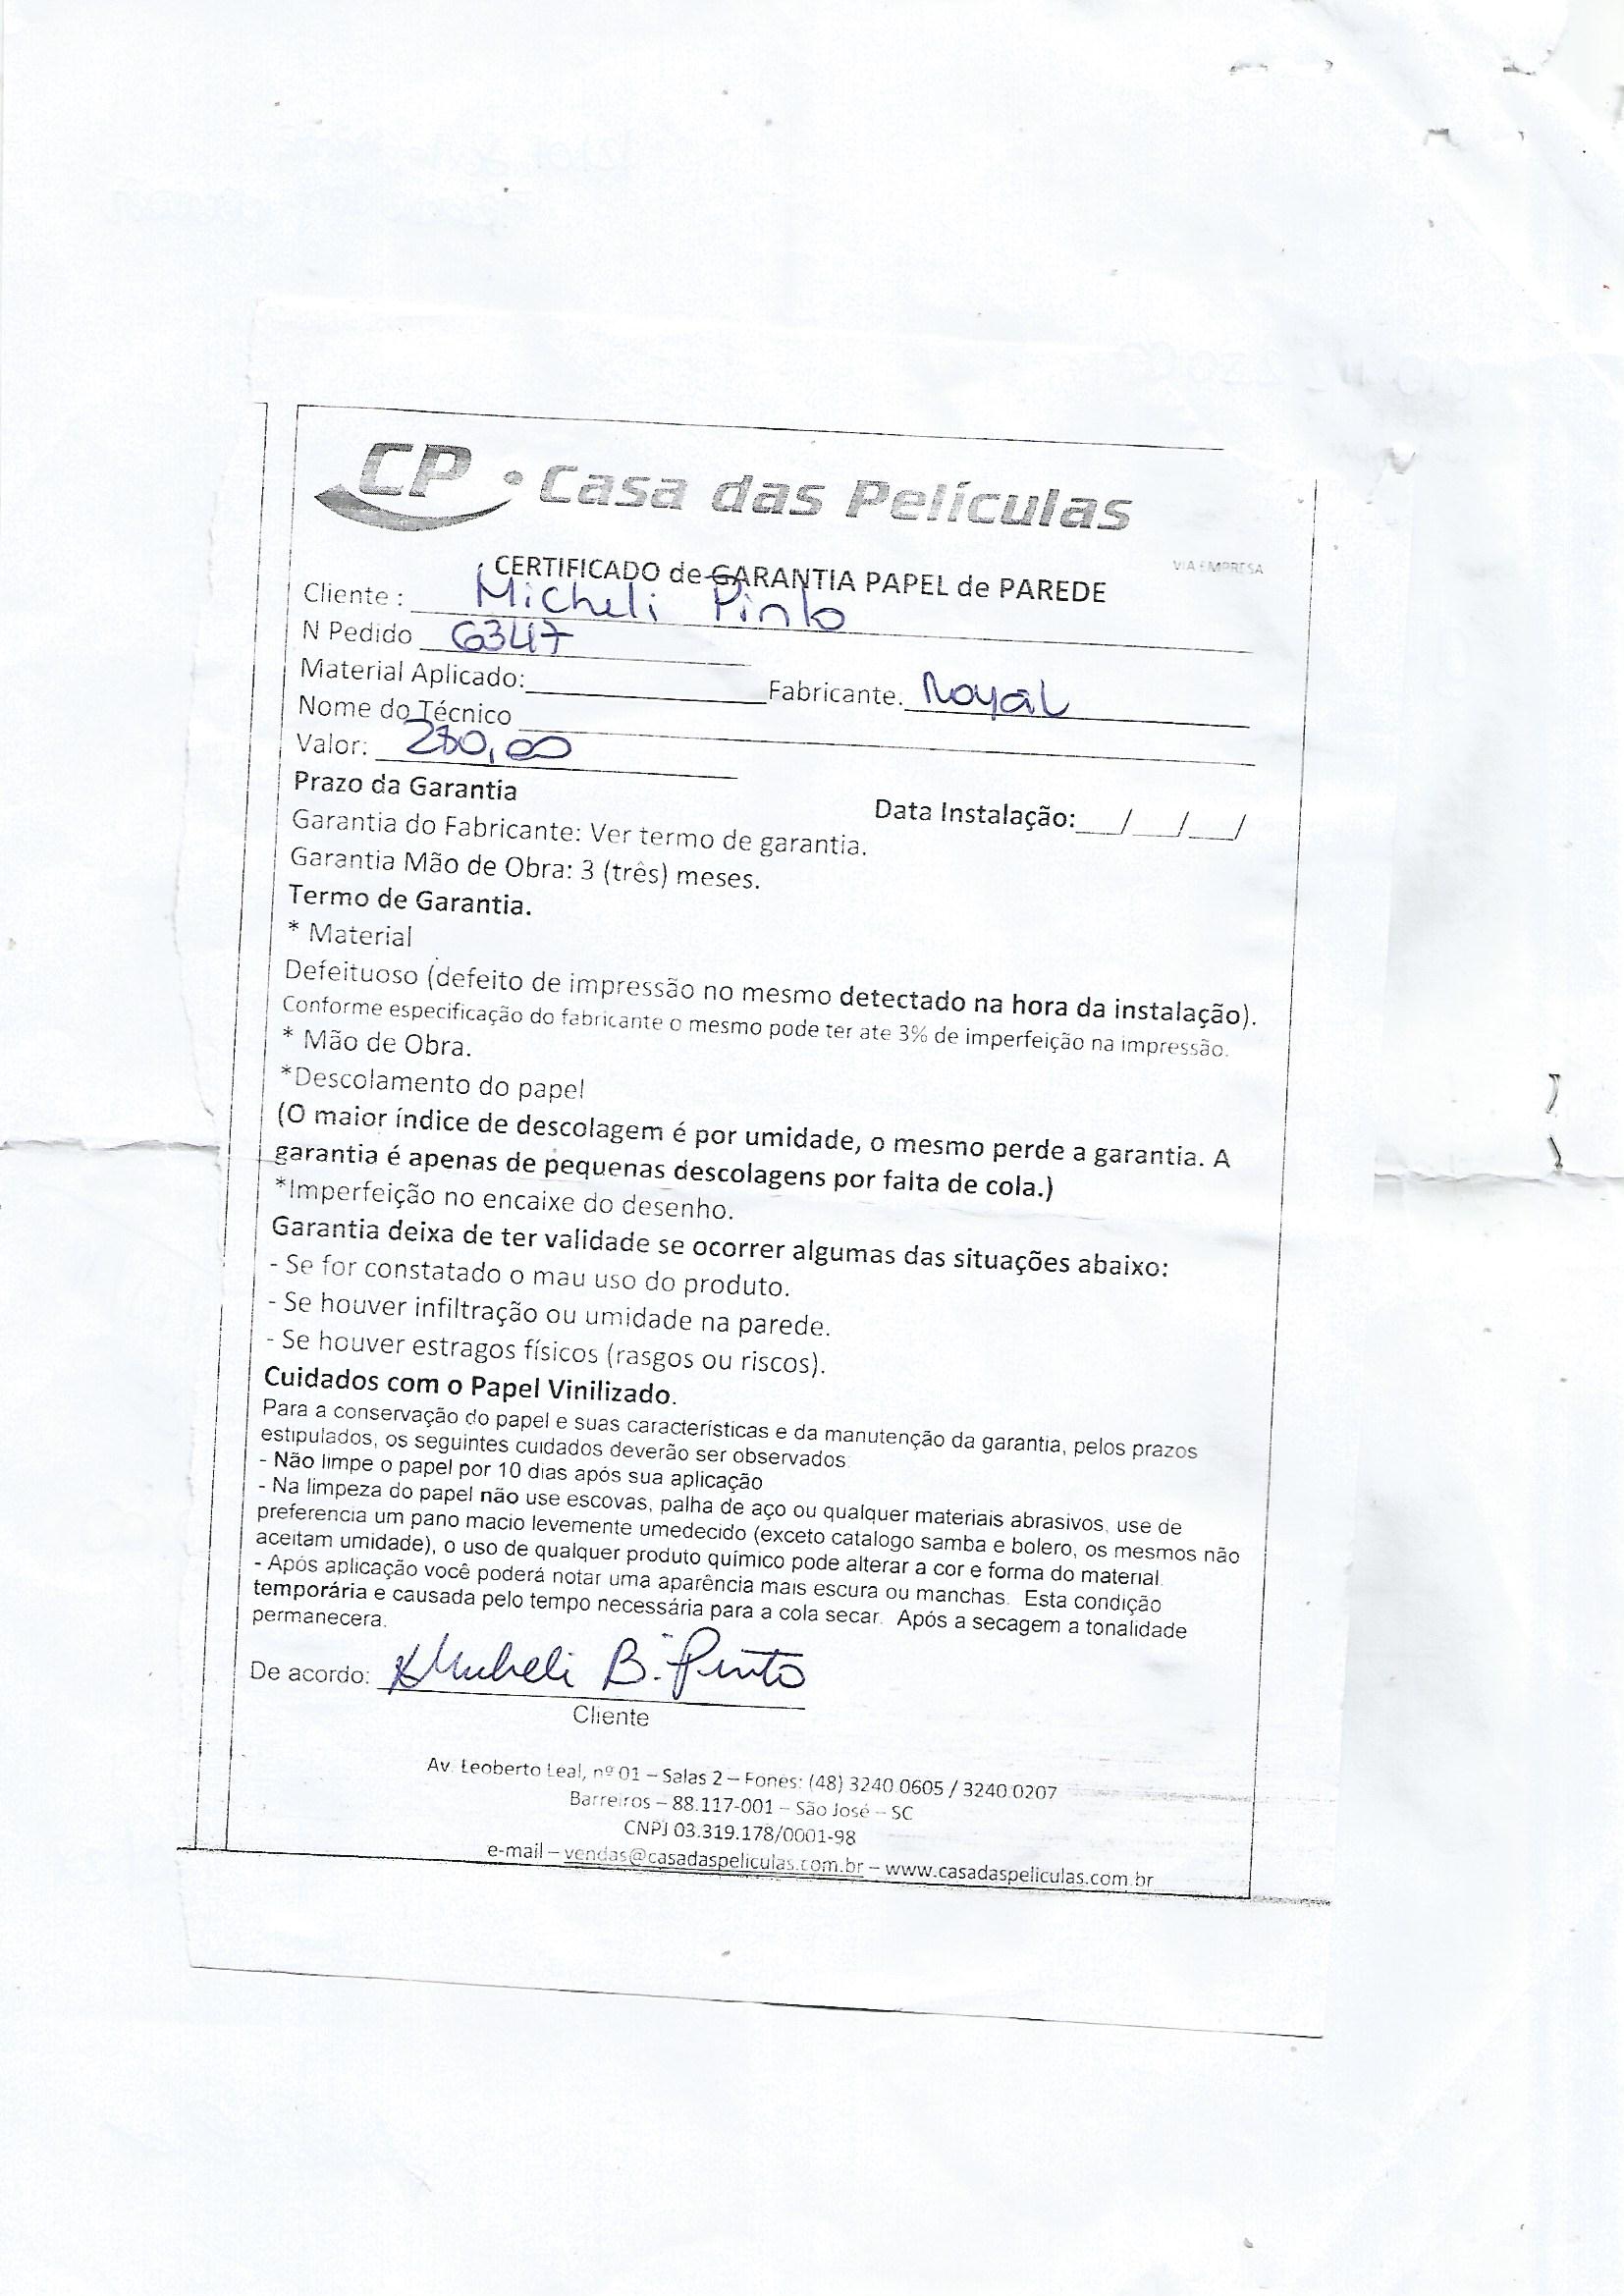 CP • Casa das Películas
CERTIFICADO de GARANTIA PAPEL de PAREDE
VIA EMPRESA
Cliente : Micheli Pinto
N Pedido 6347
Material Aplicado: Fabricante. Royal
Nome do Técnico
Valor: 280,00
Prazo da Garantia
Data Instalação:___/___/___/
Garantia do Fabricante: Ver termo de garantia.
Garantia Mão de Obra: 3 (três) meses.
Termo de Garantia.
* Material
Defeituoso (defeito de impressão no mesmo detectado na hora da instalação).
Conforme especificação do fabricante o mesmo pode ter ate 3% de imperfeição na impressão.
* Mão de Obra.
*Descolamento do papel
(O maior índice de descolagem é por umidade, o mesmo perde a garantia. A
garantia é apenas de pequenas descolagens por falta de cola.)
*Imperfeição no encaixe do desenho.
Garantia deixa de ter validade se ocorrer algumas das situações abaixo:
- Se for constatado o mau uso do produto.
- Se houver infiltração ou umidade na parede.
- Se houver estragos físicos (rasgos ou riscos).
Cuidados com o Papel Vinilizado.
Para a conservação do papel e suas características e da manutenção da garantia, pelos prazos
estipulados, os seguintes cuidados deverão ser observados:
- Não limpe o papel por 10 dias após sua aplicação
- Na limpeza do papel não use escovas, palha de aço ou qualquer materiais abrasivos, use de
preferencia um pano macio levemente umedecido (exceto catalogo samba e bolero, os mesmos não
aceitam umidade), o uso de qualquer produto químico pode alterar a cor e forma do material.
- Após aplicação você poderá notar uma aparência mais escura ou manchas. Esta condição
temporária e causada pelo tempo necessária para a cola secar. Após a secagem a tonalidade
permanecera.
De acordo: Micheli B. Pinto
Cliente
Av. Leoberto Leal, nº 01 – Salas 2 – Fones: (48) 3240.0605 / 3240.0207
Barreiros – 88.117-001 – São José – SC
CNPJ 03.319.178/0001-98
e-mail – vendas@casadaspeliculas.com.br – www.casadaspeliculas.com.br